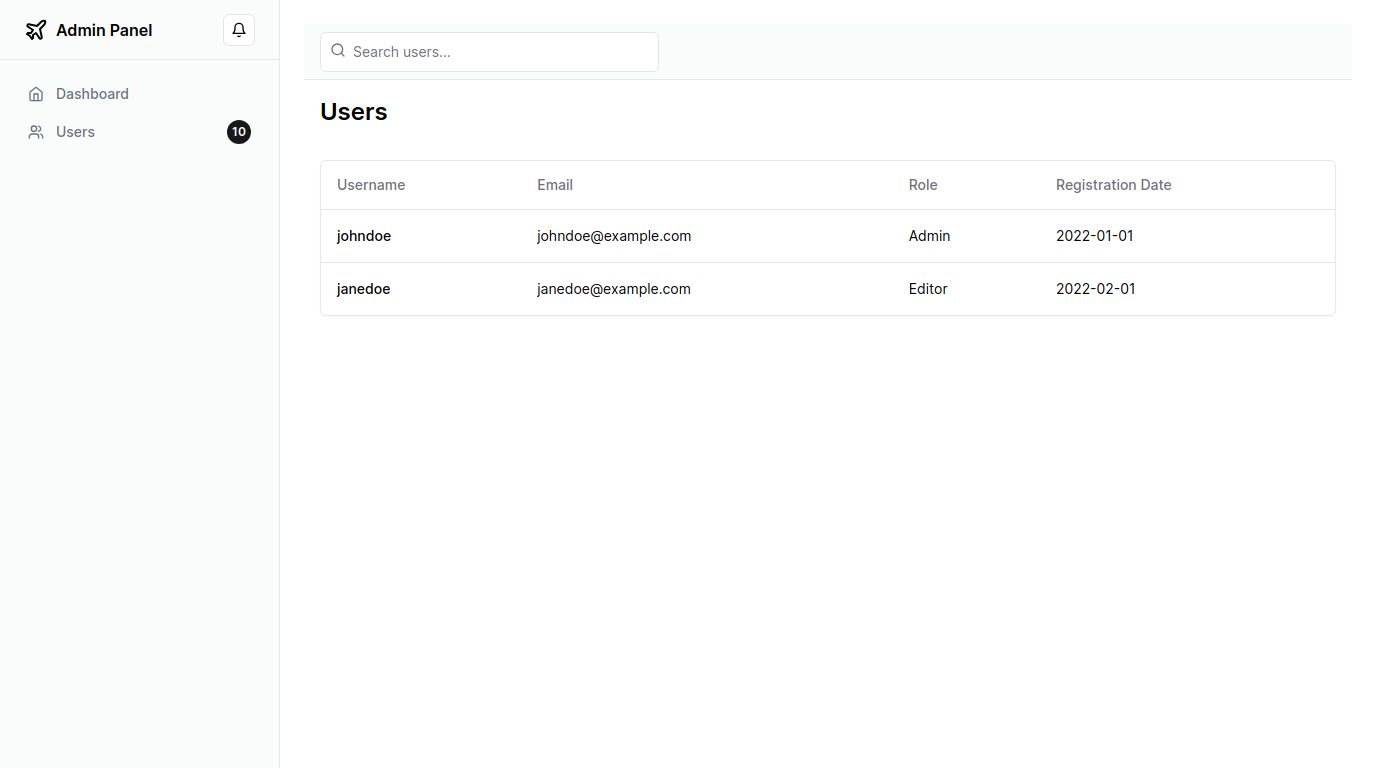 Admin Panel
Dashboard
Users 10
Search users...
Users
Username Email Role Registration Date
johndoe johndoe@example.com Admin 2022-01-01
janedoe janedoe@example.com Editor 2022-02-01